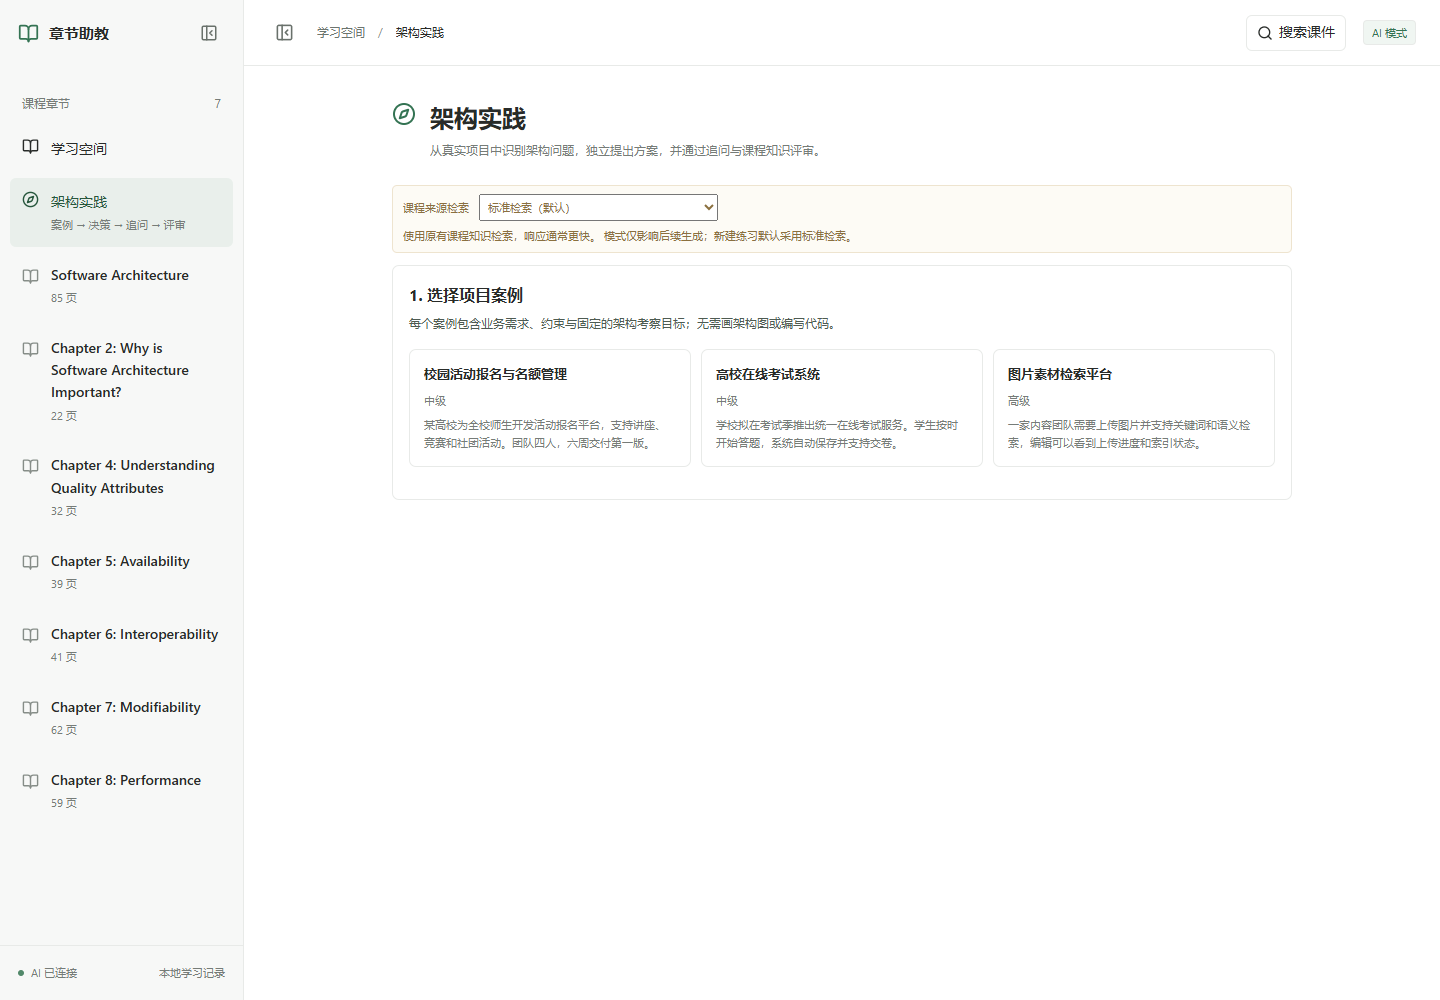 章节助教
课程章节 7
学习空间
架构实践
案例 → 决策 → 追问 → 评审
Software Architecture
85 页
Chapter 2: Why is
Software Architecture
Important?
22 页
Chapter 4: Understanding
Quality Attributes
32 页
Chapter 5: Availability
39 页
Chapter 6: Interoperability
41 页
Chapter 7: Modifiability
62 页
Chapter 8: Performance
59 页
AI 已连接 本地学习记录
学习空间 / 架构实践
搜索课件
AI 模式
架构实践
从真实项目中识别架构问题，独立提出方案，并通过追问与课程知识评审。
课程来源检索 标准检索（默认）
使用原有课程知识检索，响应通常更快。 模式仅影响后续生成；新建练习默认采用标准检索。
1. 选择项目案例
每个案例包含业务需求、约束与固定的架构考察目标；无需画架构图或编写代码。
校园活动报名与名额管理
中级
某高校为全校师生开发活动报名平台，支持讲座、
竞赛和社团活动。团队四人，六周交付第一版。
高校在线考试系统
中级
学校拟在考试季推出统一在线考试服务。学生按时
开始答题，系统自动保存并支持交卷。
图片素材检索平台
高级
一家内容团队需要上传图片并支持关键词和语义检
索，编辑可以看到上传进度和索引状态。